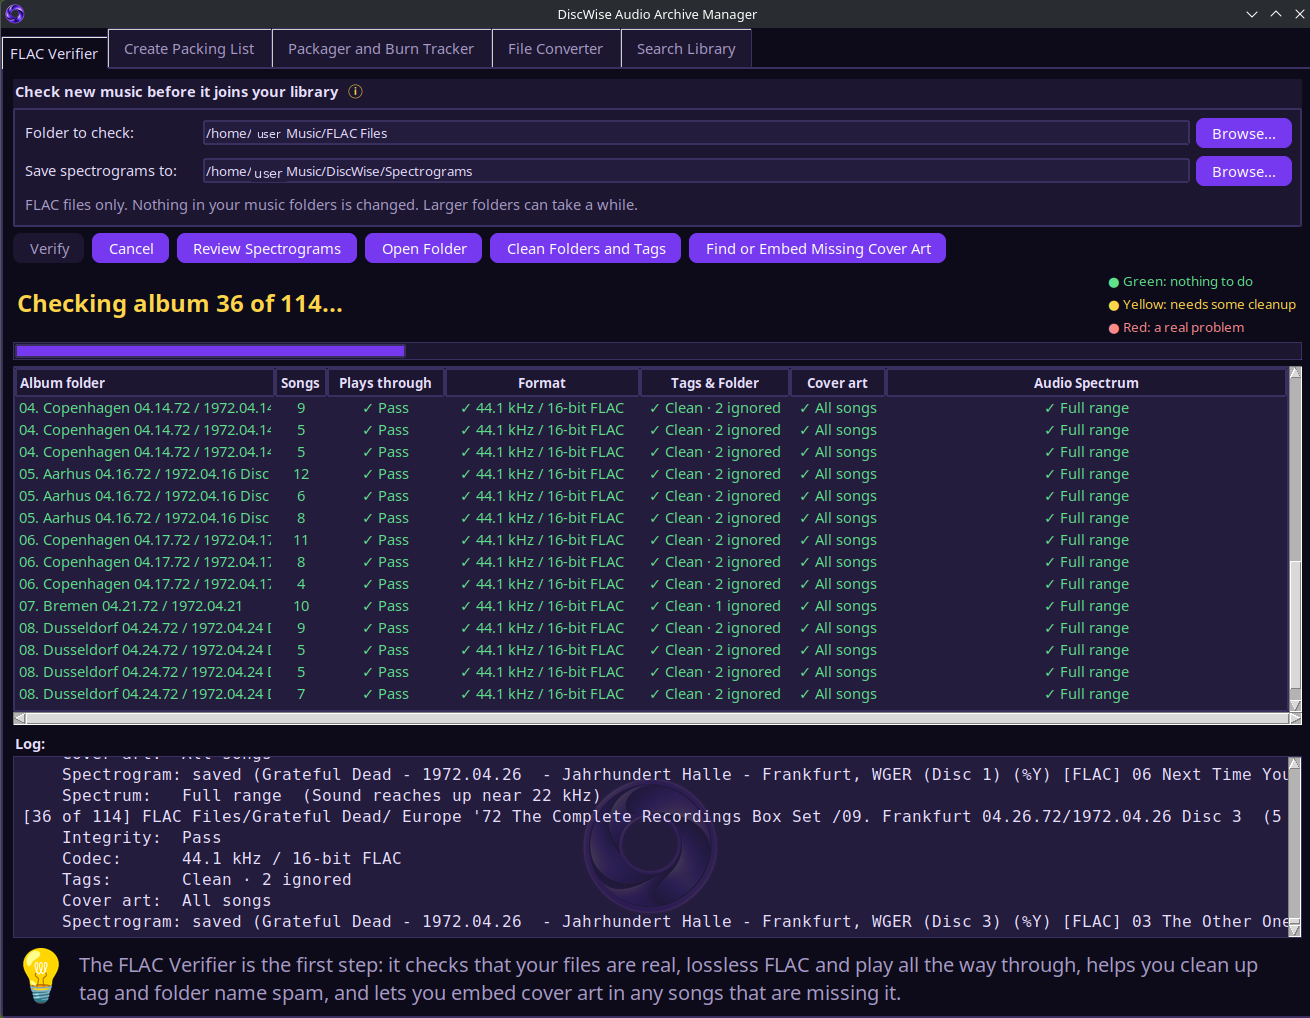 DiscWise Audio Archive Manager
FLAC Verifier Create Packing List Packager and Burn Tracker File Converter Search Library
Check new music before it joins your library
Folder to check: /home/ user Music/FLAC Files Browse...
Save spectrograms to: /home/ user Music/DiscWise/Spectrograms Browse...
FLAC files only. Nothing in your music folders is changed. Larger folders can take a while.
Verify Cancel Review Spectrograms Open Folder Clean Folders and Tags Find or Embed Missing Cover Art
Checking album 36 of 114...
Green: nothing to do
Yellow: needs some cleanup
Red: a real problem
Album folder Songs Plays through Format Tags & Folder Cover art Audio Spectrum
04. Copenhagen 04.14.72 / 1972.04.14 9 ✓ Pass ✓ 44.1 kHz / 16-bit FLAC ✓ Clean · 2 ignored ✓ All songs ✓ Full range
04. Copenhagen 04.14.72 / 1972.04.14 5 ✓ Pass ✓ 44.1 kHz / 16-bit FLAC ✓ Clean · 2 ignored ✓ All songs ✓ Full range
04. Copenhagen 04.14.72 / 1972.04.14 5 ✓ Pass ✓ 44.1 kHz / 16-bit FLAC ✓ Clean · 2 ignored ✓ All songs ✓ Full range
05. Aarhus 04.16.72 / 1972.04.16 Disc 12 ✓ Pass ✓ 44.1 kHz / 16-bit FLAC ✓ Clean · 2 ignored ✓ All songs ✓ Full range
05. Aarhus 04.16.72 / 1972.04.16 Disc 6 ✓ Pass ✓ 44.1 kHz / 16-bit FLAC ✓ Clean · 2 ignored ✓ All songs ✓ Full range
05. Aarhus 04.16.72 / 1972.04.16 Disc 8 ✓ Pass ✓ 44.1 kHz / 16-bit FLAC ✓ Clean · 2 ignored ✓ All songs ✓ Full range
06. Copenhagen 04.17.72 / 1972.04.17 11 ✓ Pass ✓ 44.1 kHz / 16-bit FLAC ✓ Clean · 2 ignored ✓ All songs ✓ Full range
06. Copenhagen 04.17.72 / 1972.04.17 8 ✓ Pass ✓ 44.1 kHz / 16-bit FLAC ✓ Clean · 2 ignored ✓ All songs ✓ Full range
06. Copenhagen 04.17.72 / 1972.04.17 4 ✓ Pass ✓ 44.1 kHz / 16-bit FLAC ✓ Clean · 2 ignored ✓ All songs ✓ Full range
07. Bremen 04.21.72 / 1972.04.21 10 ✓ Pass ✓ 44.1 kHz / 16-bit FLAC ✓ Clean · 1 ignored ✓ All songs ✓ Full range
08. Dusseldorf 04.24.72 / 1972.04.24 9 ✓ Pass ✓ 44.1 kHz / 16-bit FLAC ✓ Clean · 2 ignored ✓ All songs ✓ Full range
08. Dusseldorf 04.24.72 / 1972.04.24 5 ✓ Pass ✓ 44.1 kHz / 16-bit FLAC ✓ Clean · 2 ignored ✓ All songs ✓ Full range
08. Dusseldorf 04.24.72 / 1972.04.24 5 ✓ Pass ✓ 44.1 kHz / 16-bit FLAC ✓ Clean · 2 ignored ✓ All songs ✓ Full range
08. Dusseldorf 04.24.72 / 1972.04.24 7 ✓ Pass ✓ 44.1 kHz / 16-bit FLAC ✓ Clean · 2 ignored ✓ All songs ✓ Full range
Log:
Cover art: All songs
Spectrogram: saved (Grateful Dead - 1972.04.26 - Jahrhundert Halle - Frankfurt, WGER (Disc 1) (%Y) [FLAC] 06 Next Time You
Spectrum: Full range (Sound reaches up near 22 kHz)
[36 of 114] FLAC Files/Grateful Dead/ Europe '72 The Complete Recordings Box Set /09. Frankfurt 04.26.72/1972.04.26 Disc 3 (5
Integrity: Pass
Codec: 44.1 kHz / 16-bit FLAC
Tags: Clean · 2 ignored
Cover art: All songs
Spectrogram: saved (Grateful Dead - 1972.04.26 - Jahrhundert Halle - Frankfurt, WGER (Disc 3) (%Y) [FLAC] 03 The Other One
The FLAC Verifier is the first step: it checks that your files are real, lossless FLAC and play all the way through, helps you clean up
tag and folder name spam, and lets you embed cover art in any songs that are missing it.